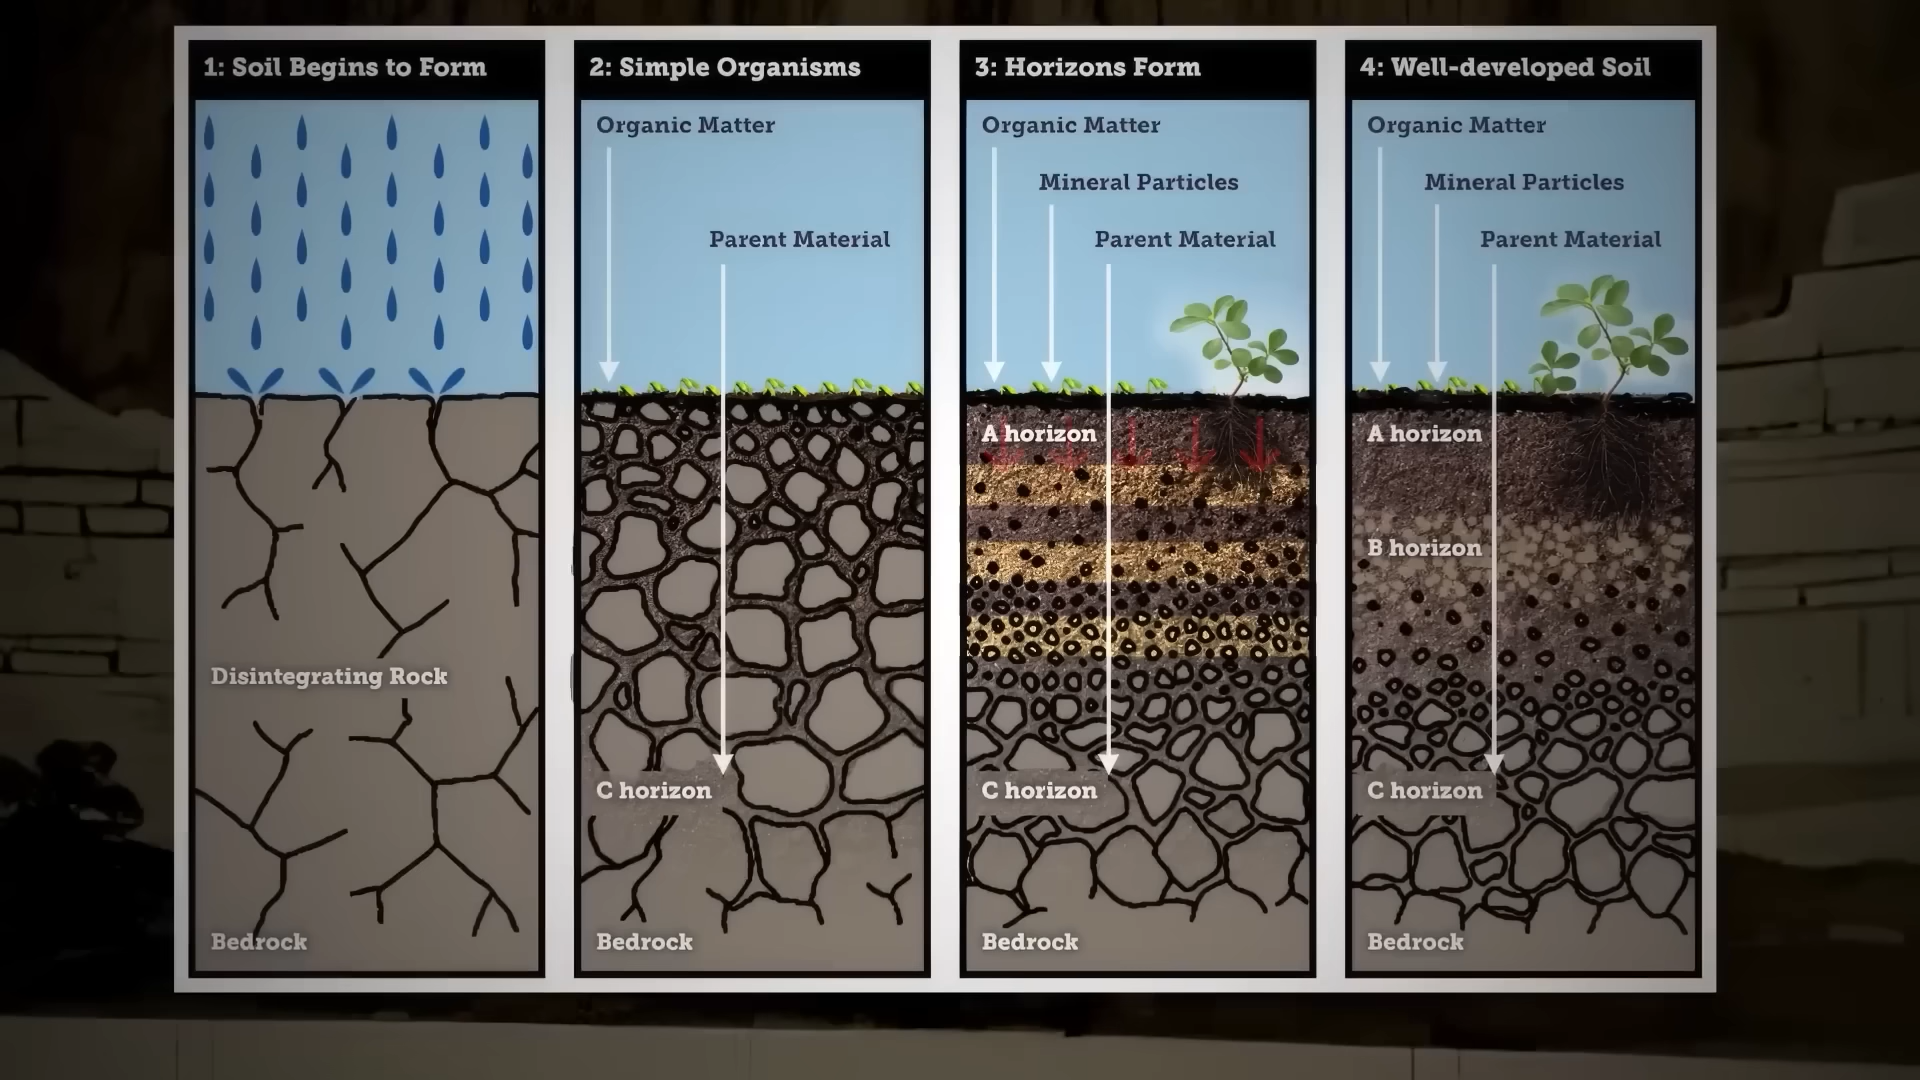 1: Soil Begins to Form
Disintegrating Rock
Bedrock
2: Simple Organisms
Organic Matter
Parent Material
C horizon
Bedrock
3: Horizons Form
Organic Matter
Mineral Particles
Parent Material
A horizon
C horizon
Bedrock
4: Well-developed Soil
Organic Matter
Mineral Particles
Parent Material
A horizon
B horizon
C horizon
Bedrock